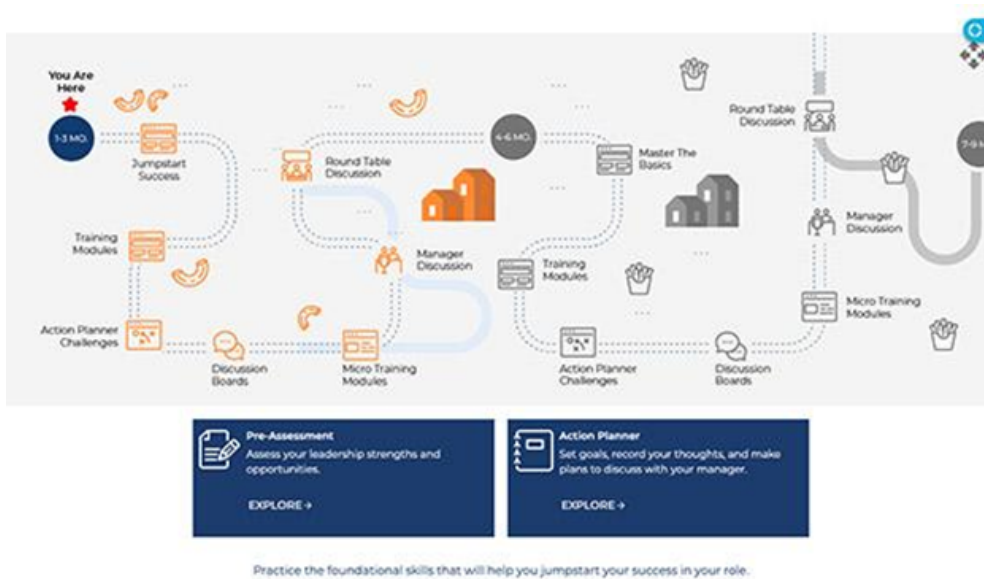 You Are
Here
1-3 MO.
Jumpstart
Success
Training
Modules
Action Planner
Challenges
Discussion
Boards
Micro Training
Modules
Manager
Discussion
Round Table
Discussion
4-6 MO.
Master The
Basics
Training
Modules
Action Planner
Challenges
Discussion
Boards
Micro Training
Modules
Manager
Discussion
Round Table
Discussion
7-9 M
Pre-Assessment
Assess your leadership strengths and
opportunities.
EXPLORE →
Action Planner
Set goals, record your thoughts, and make
plans to discuss with your manager.
EXPLORE →
Practice the foundational skills that will help you jumpstart your success in your role.